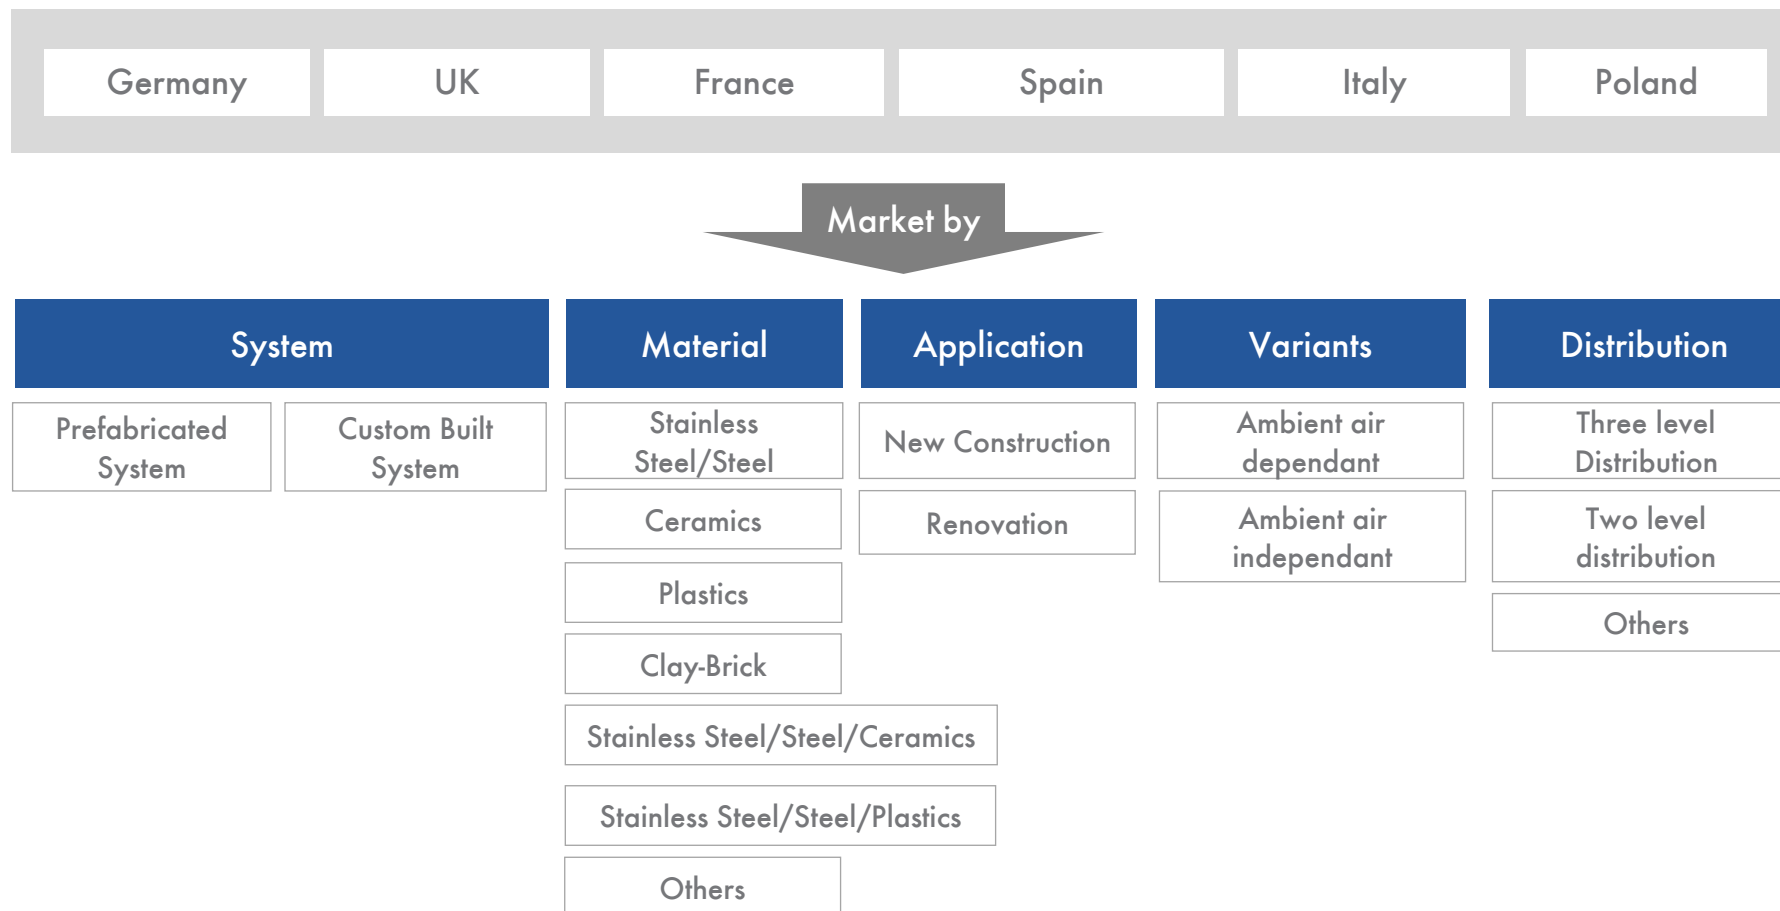 Germany
UK
France
Spain
Italy
Poland
Market by
System
Material
Application
Variants
Distribution
Prefabricated
System
Custom Built
System
Stainless
Steel/Steel
Ceramics
Plastics
Clay-Brick
Stainless Steel/Steel/Ceramics
Stainless Steel/Steel/Plastics
Others
New Construction
Renovation
Ambient air
dependant
Ambient air
independant
Three level
Distribution
Two level
distribution
Others